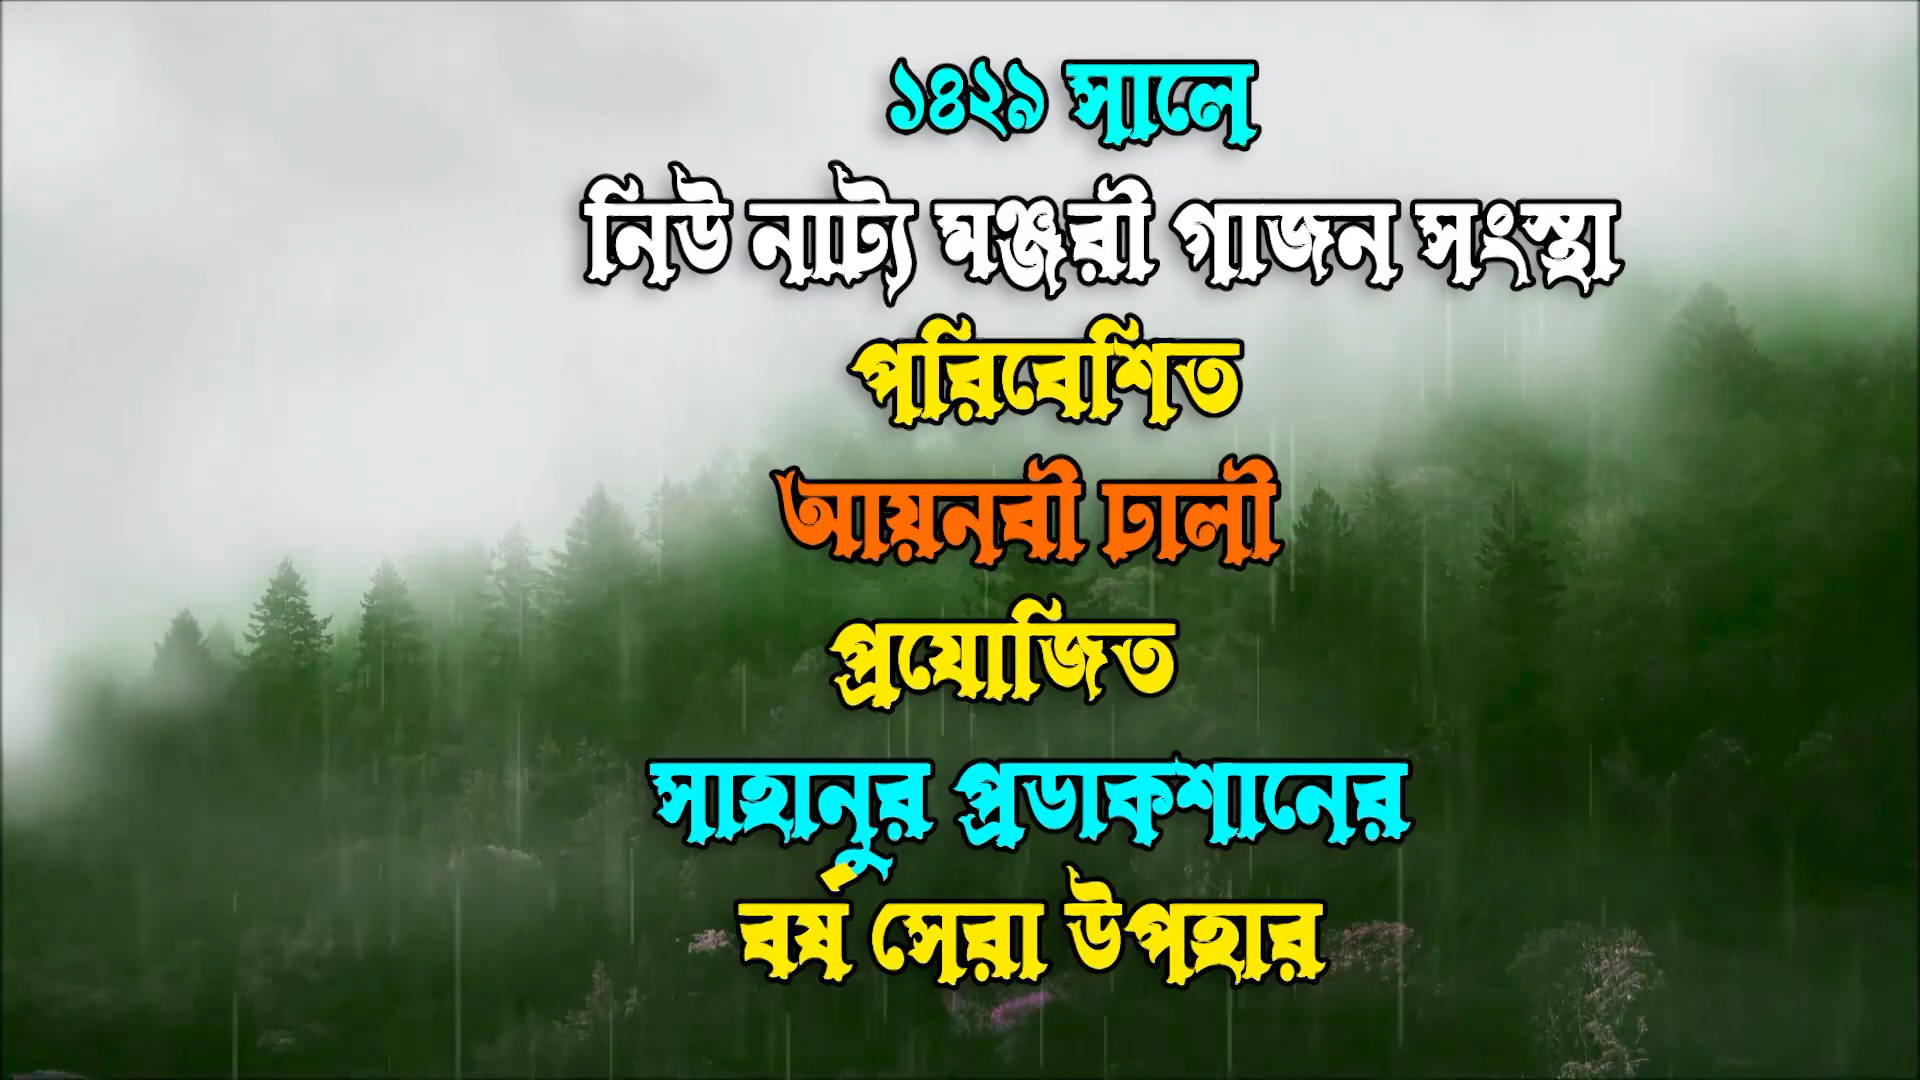 ১৪২৯ সালে
নিউ নাট্য মঞ্জরী গাজন সংস্থা
পরিবেশিত
আয়নবী ঢালী
প্রযোজিত
সাহানুর প্রডাকশানের
বর্ষ সেরা উপহার